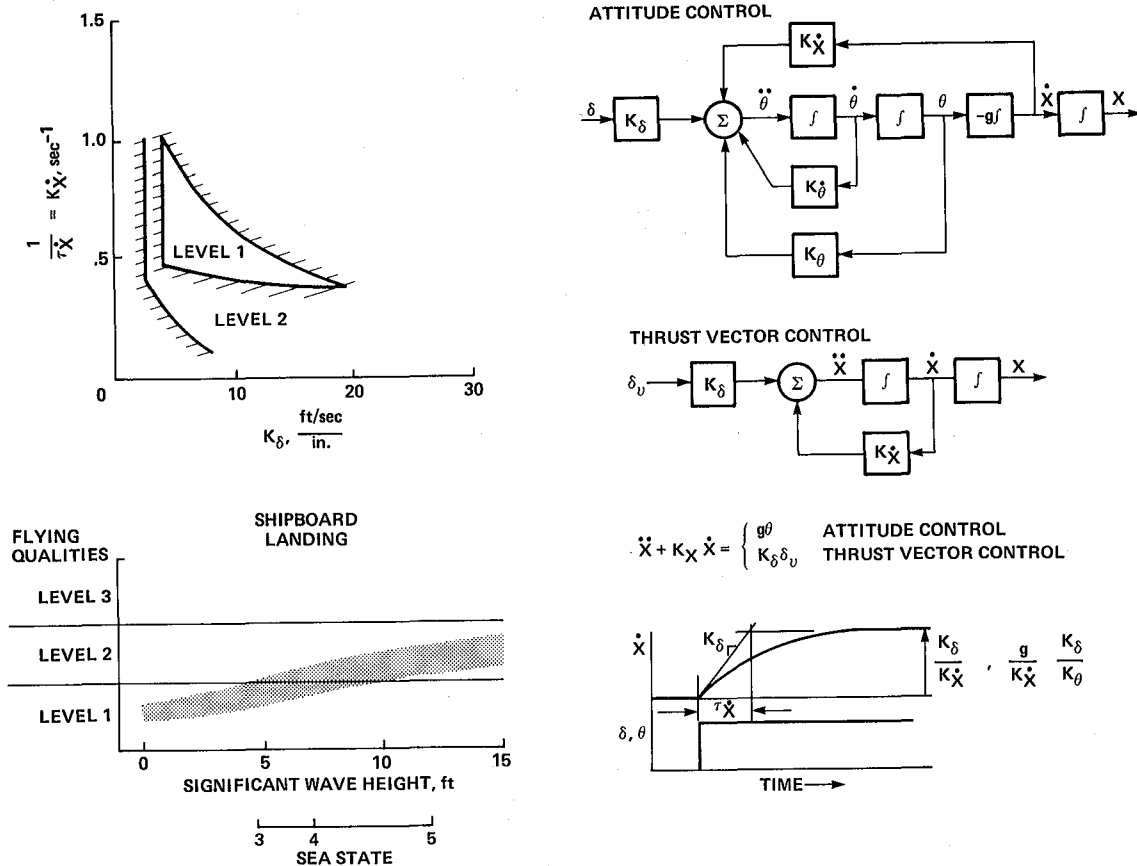 1.5
1.0
.5
0
10
20
30
1/τẊ = KẊ, sec⁻¹
LEVEL 1
LEVEL 2
Kδ, ft/sec / in.
ATTITUDE CONTROL
KẊ
δ
Kδ
Σ
θ̈
∫
θ̇
∫
θ
-g∫
Ẋ
∫
X
Kθ̇
Kθ
THRUST VECTOR CONTROL
δυ
Kδ
Σ
Ẍ
∫
Ẋ
∫
X
KẊ
FLYING
QUALITIES
SHIPBOARD
LANDING
LEVEL 3
LEVEL 2
LEVEL 1
0
5
10
15
SIGNIFICANT WAVE HEIGHT, ft
3
4
5
SEA STATE
Ẍ + KX Ẋ = { gθ ATTITUDE CONTROL
Kδδυ THRUST VECTOR CONTROL
Ẋ
Kδ
τẊ
Kδ/KẊ , g/KẊ Kδ/Kθ
δ, θ
TIME